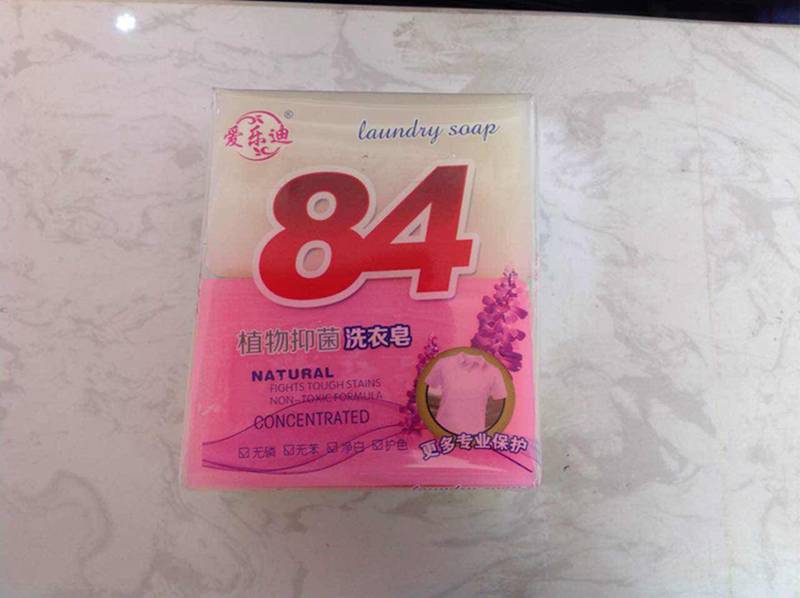 爱乐迪®
laundry soap
84
植物抑菌 洗衣皂
NATURAL
FIGHTS TOUGH STAINS
NON-TOXIC FORMULA
CONCENTRATED
☑无磷 ☑无苯 ☑净白 ☑护色
更多专业保护